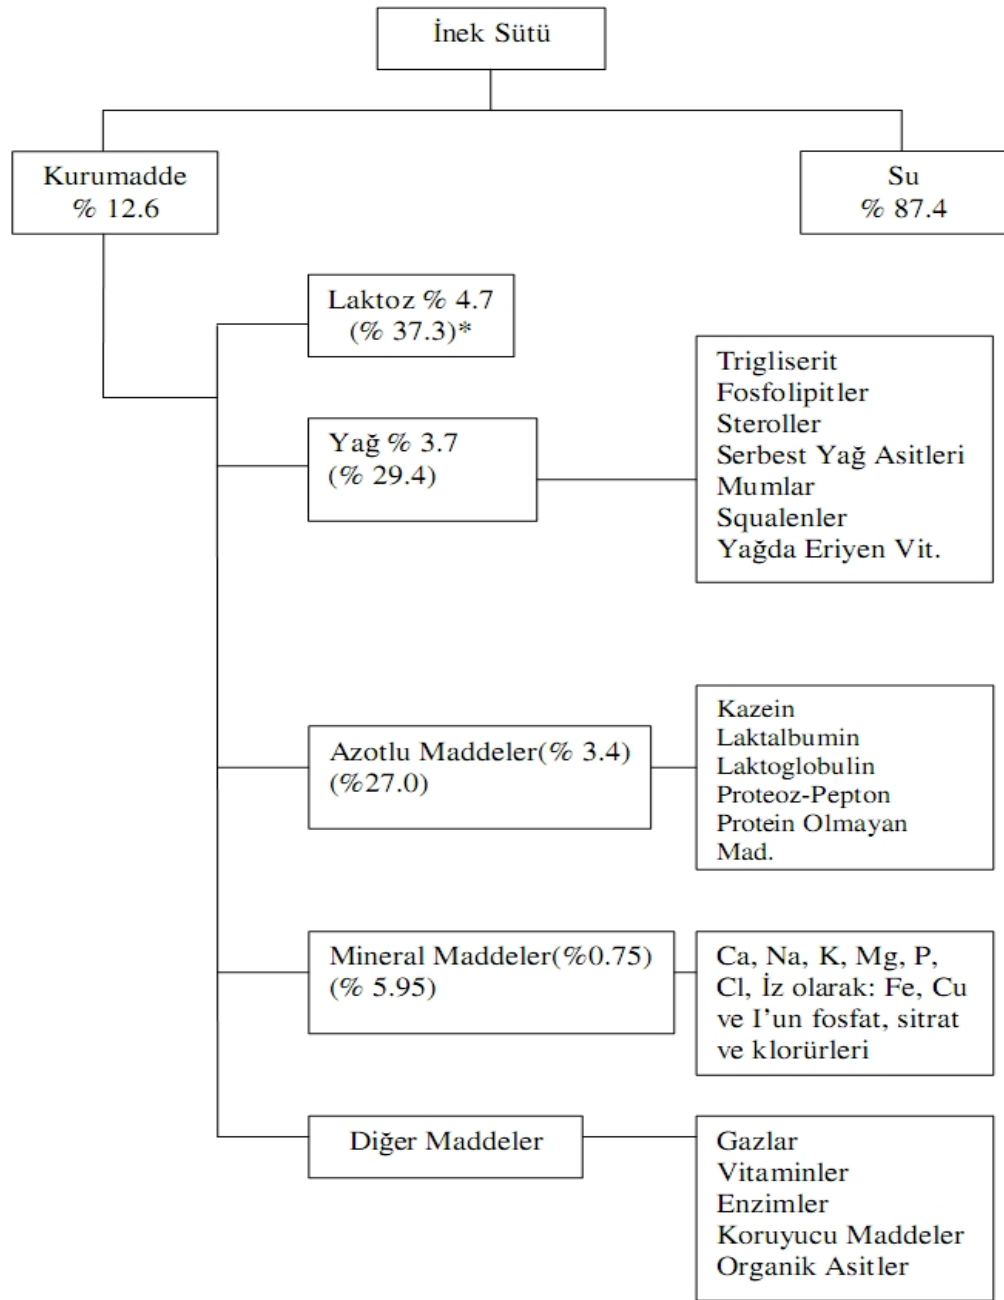 İnek Sütü
Kurumadde
% 12.6
Su
% 87.4
Laktoz % 4.7
(% 37.3)*
Yağ % 3.7
(% 29.4)
Trigliserit
Fosfolipitler
Steroller
Serbest Yağ Asitleri
Mumlar
Squalenler
Yağda Eriyen Vit.
Azotlu Maddeler(% 3.4)
(%27.0)
Kazein
Laktalbumin
Laktoglobulin
Proteoz-Pepton
Protein Olmayan
Mad.
Mineral Maddeler(%0.75)
(% 5.95)
Ca, Na, K, Mg, P,
Cl, İz olarak: Fe, Cu
ve I’un fosfat, sitrat
ve klorürleri
Diğer Maddeler
Gazlar
Vitaminler
Enzimler
Koruyucu Maddeler
Organik Asitler